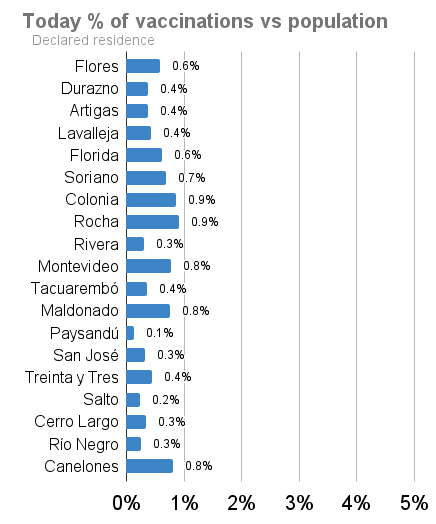 Today % of vaccinations vs population
Declared residence
Flores 0.6%
Durazno 0.4%
Artigas 0.4%
Lavalleja 0.4%
Florida 0.6%
Soriano 0.7%
Colonia 0.9%
Rocha 0.9%
Rivera 0.3%
Montevideo 0.8%
Tacuarembó 0.4%
Maldonado 0.8%
Paysandú 0.1%
San José 0.3%
Treinta y Tres 0.4%
Salto 0.2%
Cerro Largo 0.3%
Río Negro 0.3%
Canelones 0.8%
0% 1% 2% 3% 4% 5%